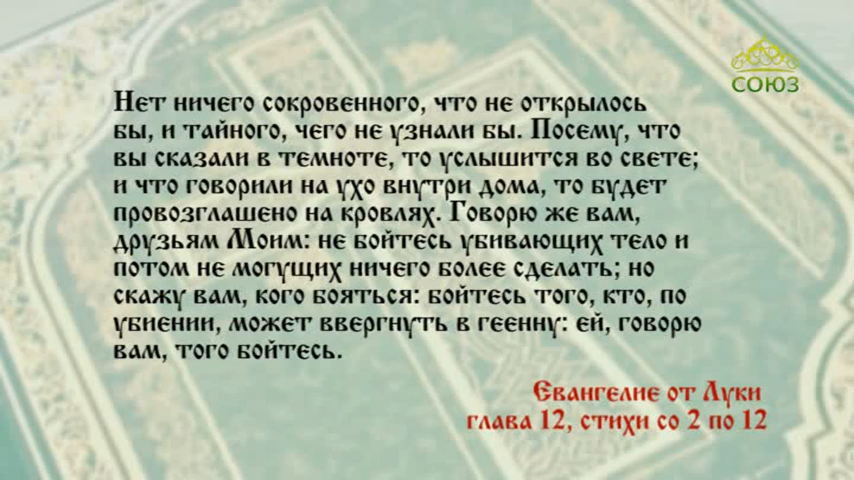 СОЮЗ
Нет ничего сокровенного, что не открылось
бы, и тайного, чего не узнали бы. Посему, что
вы сказали в темноте, то услышится во свете;
и что говорили на ухо внутри дома, то будет
провозглашено на кровлях. Говорю же вам,
друзьям Моим: не бойтесь убивающих тело и
потом не могущих ничего более сделать; но
скажу вам, кого бояться: бойтесь того, кто, по
убиении, может ввергнуть в геенну: ей, говорю
вам, того бойтесь.
Евангелие от Луки
глава 12, стихи со 2 по 12